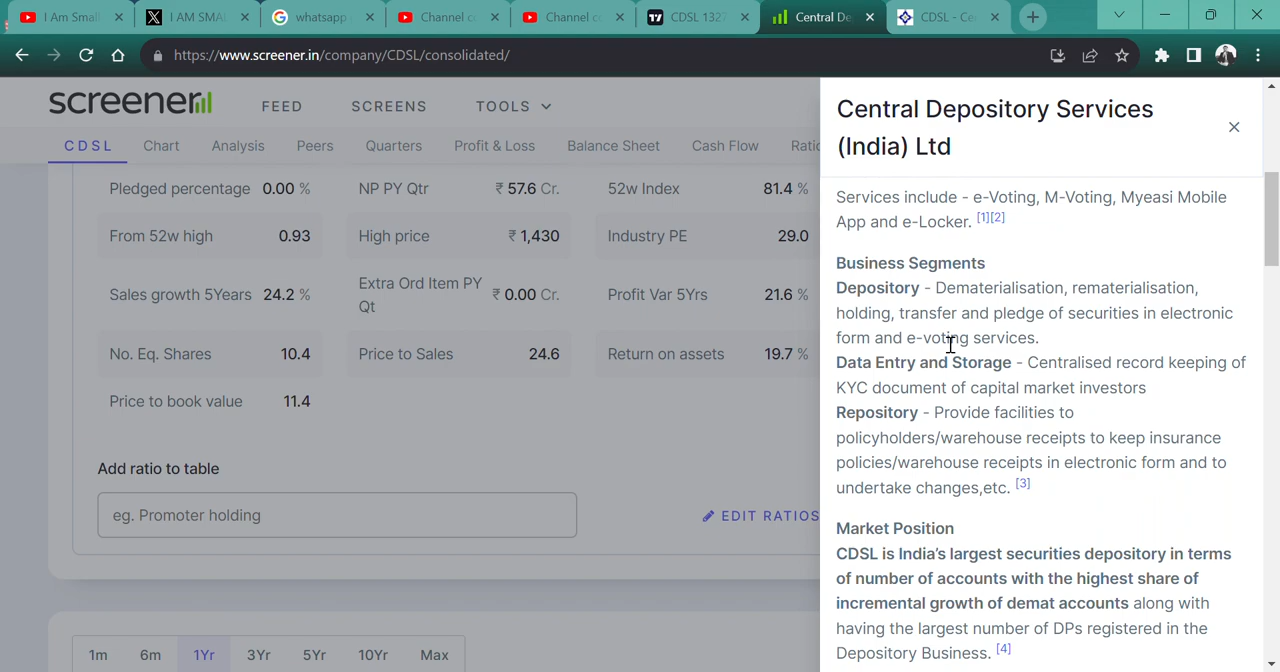 I Am Small
I AM SMA
whatsapp
Channel c
Channel co
CDSL 132
Central De
CDSL - Ce
https://www.screener.in/company/CDSL/consolidated/
screener
FEED
SCREENS
TOOLS
CDSL
Chart
Analysis
Peers
Quarters
Profit & Loss
Balance Sheet
Cash Flow
Ratio
Pledged percentage 0.00 %
NP PY Qtr ₹ 57.6 Cr.
52w Index 81.4 %
From 52w high 0.93
High price ₹ 1,430
Industry PE 29.0
Sales growth 5Years 24.2 %
Extra Ord Item PY
Qt
₹ 0.00 Cr.
Profit Var 5Yrs 21.6 %
No. Eq. Shares 10.4
Price to Sales 24.6
Return on assets 19.7 %
Price to book value 11.4
Add ratio to table
eg. Promoter holding
EDIT RATIOS
1m 6m 1Yr 3Yr 5Yr 10Yr Max
Central Depository Services
(India) Ltd
Services include - e-Voting, M-Voting, Myeasi Mobile
App and e-Locker. [1][2]
Business Segments
Depository - Dematerialisation, rematerialisation,
holding, transfer and pledge of securities in electronic
form and e-voting services.
Data Entry and Storage - Centralised record keeping of
KYC document of capital market investors
Repository - Provide facilities to
policyholders/warehouse receipts to keep insurance
policies/warehouse receipts in electronic form and to
undertake changes,etc. [3]
Market Position
CDSL is India's largest securities depository in terms
of number of accounts with the highest share of
incremental growth of demat accounts along with
having the largest number of DPs registered in the
Depository Business. [4]